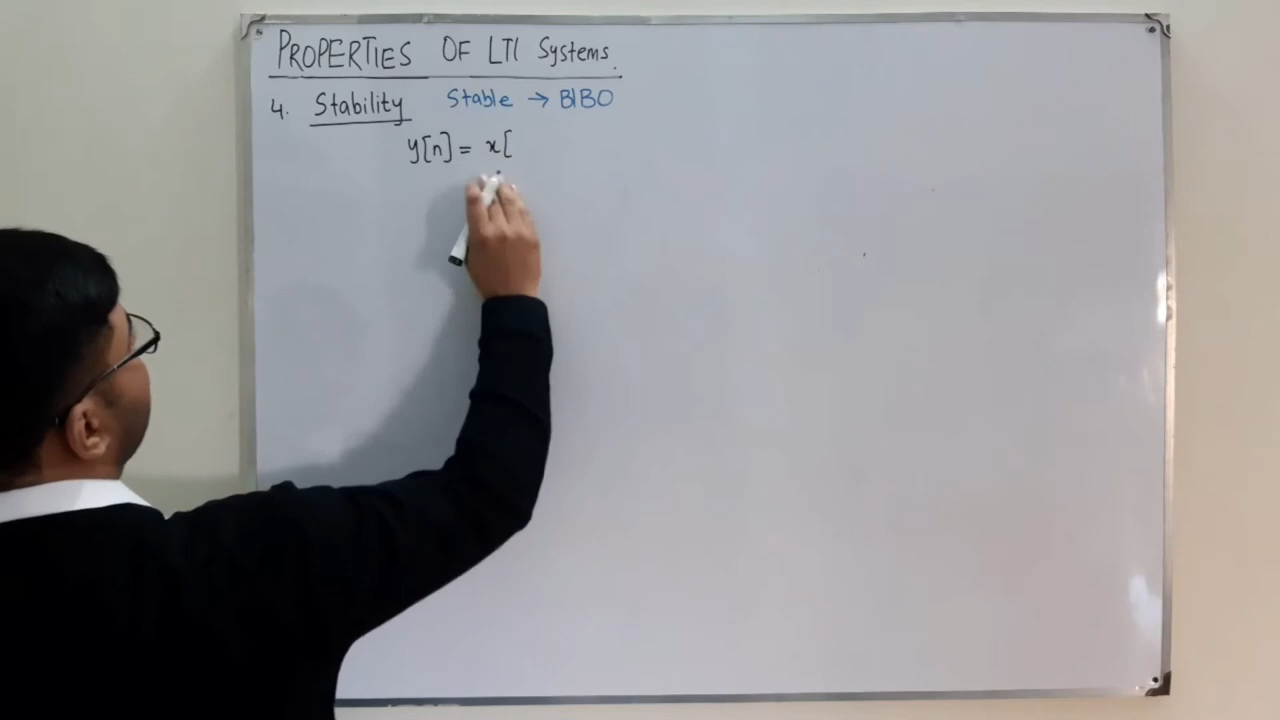 PROPERTIES OF LTI Systems.
4. Stability Stable → BIBO
y[n] = x[